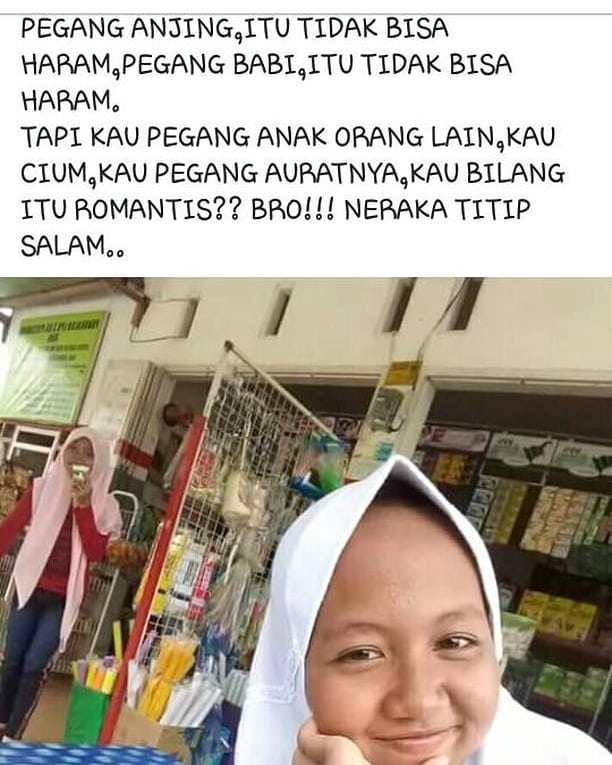 PEGANG ANJING,ITU TIDAK BISA
HARAM,PEGANG BABI,ITU TIDAK BISA
HARAM.
TAPI KAU PEGANG ANAK ORANG LAIN,KAU
CIUM,KAU PEGANG AURATNYA,KAU BILANG
ITU ROMANTIS?? BRO!!! NERAKA TITIP
SALAM..